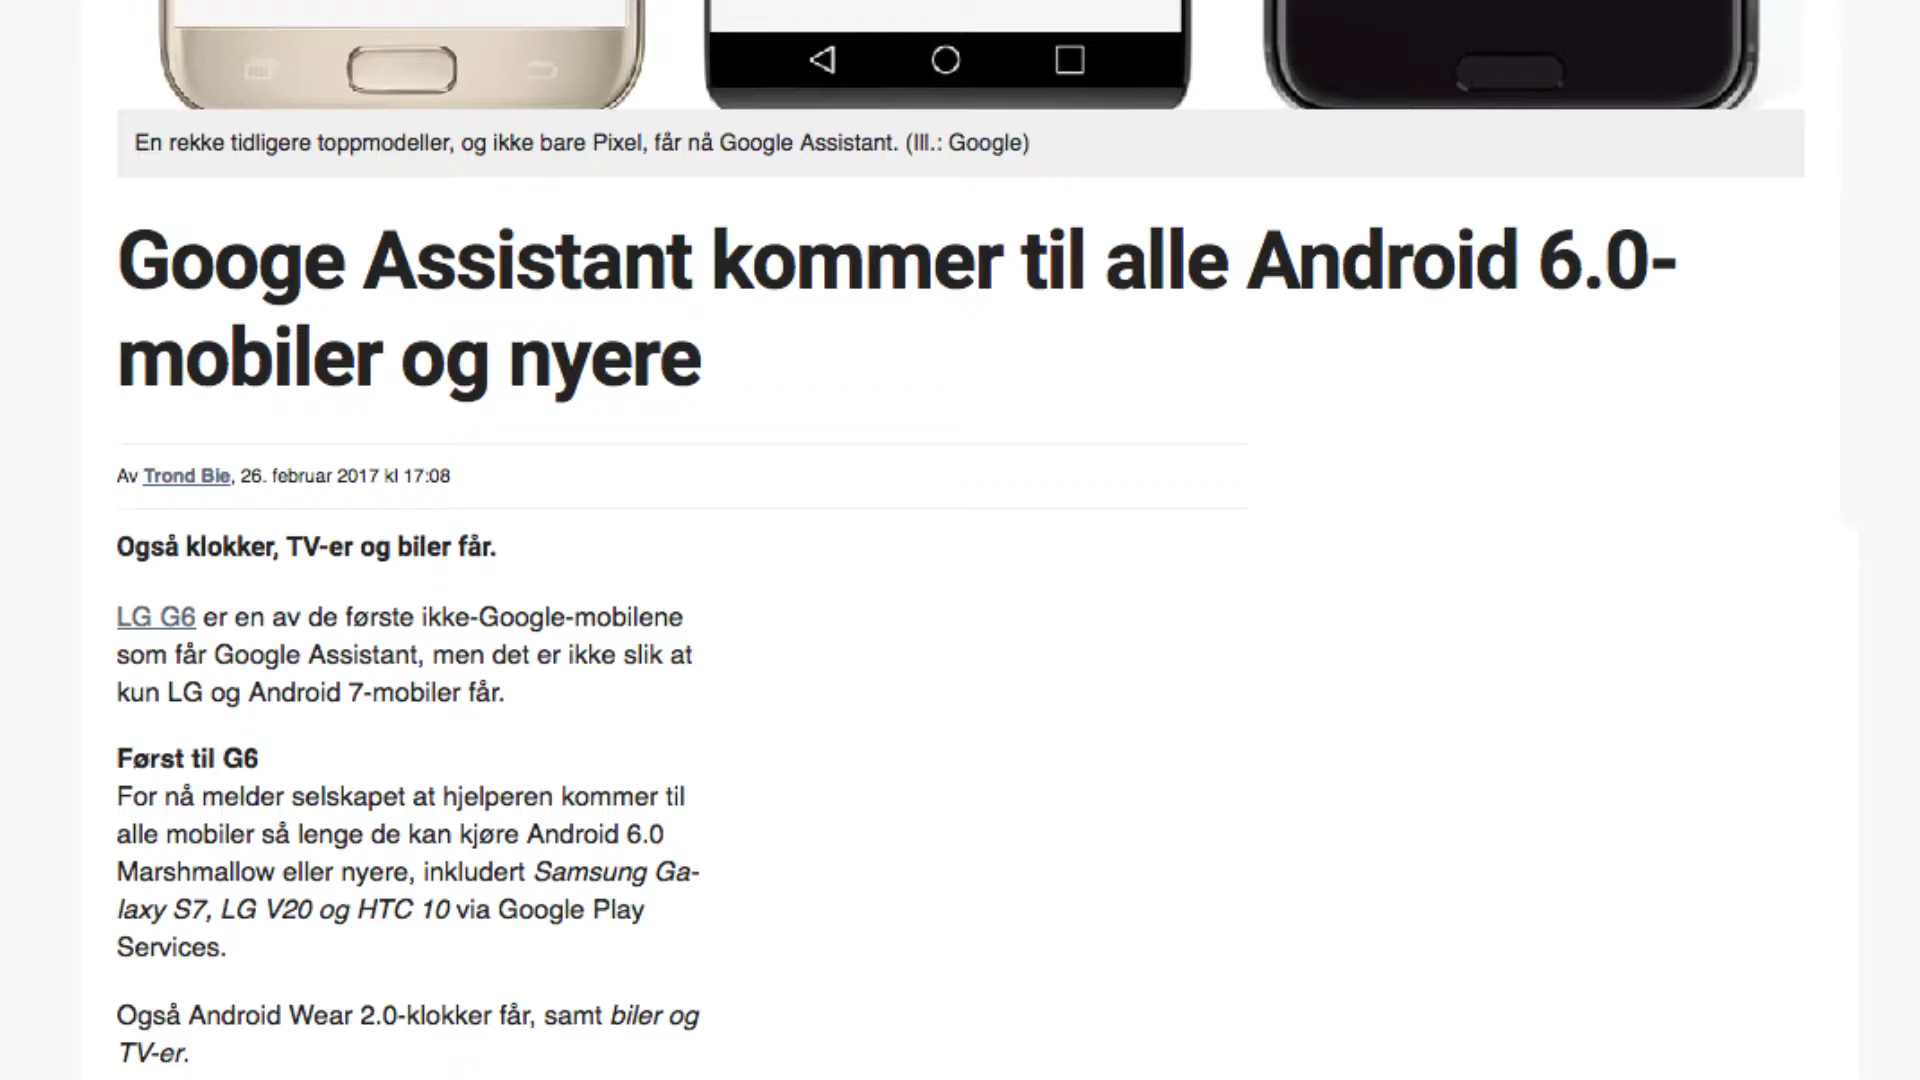 En rekke tidligere toppmodeller, og ikke bare Pixel, får nå Google Assistant. (Ill.: Google)
Googe Assistant kommer til alle Android 6.0-
mobiler og nyere
Av Trond Bie, 26. februar 2017 kl 17:08
Også klokker, TV-er og biler får.
LG G6 er en av de første ikke-Google-mobilene
som får Google Assistant, men det er ikke slik at
kun LG og Android 7-mobiler får.
Først til G6
For nå melder selskapet at hjelperen kommer til
alle mobiler så lenge de kan kjøre Android 6.0
Marshmallow eller nyere, inkludert Samsung Ga-
laxy S7, LG V20 og HTC 10 via Google Play
Services.
Også Android Wear 2.0-klokker får, samt biler og
TV-er.